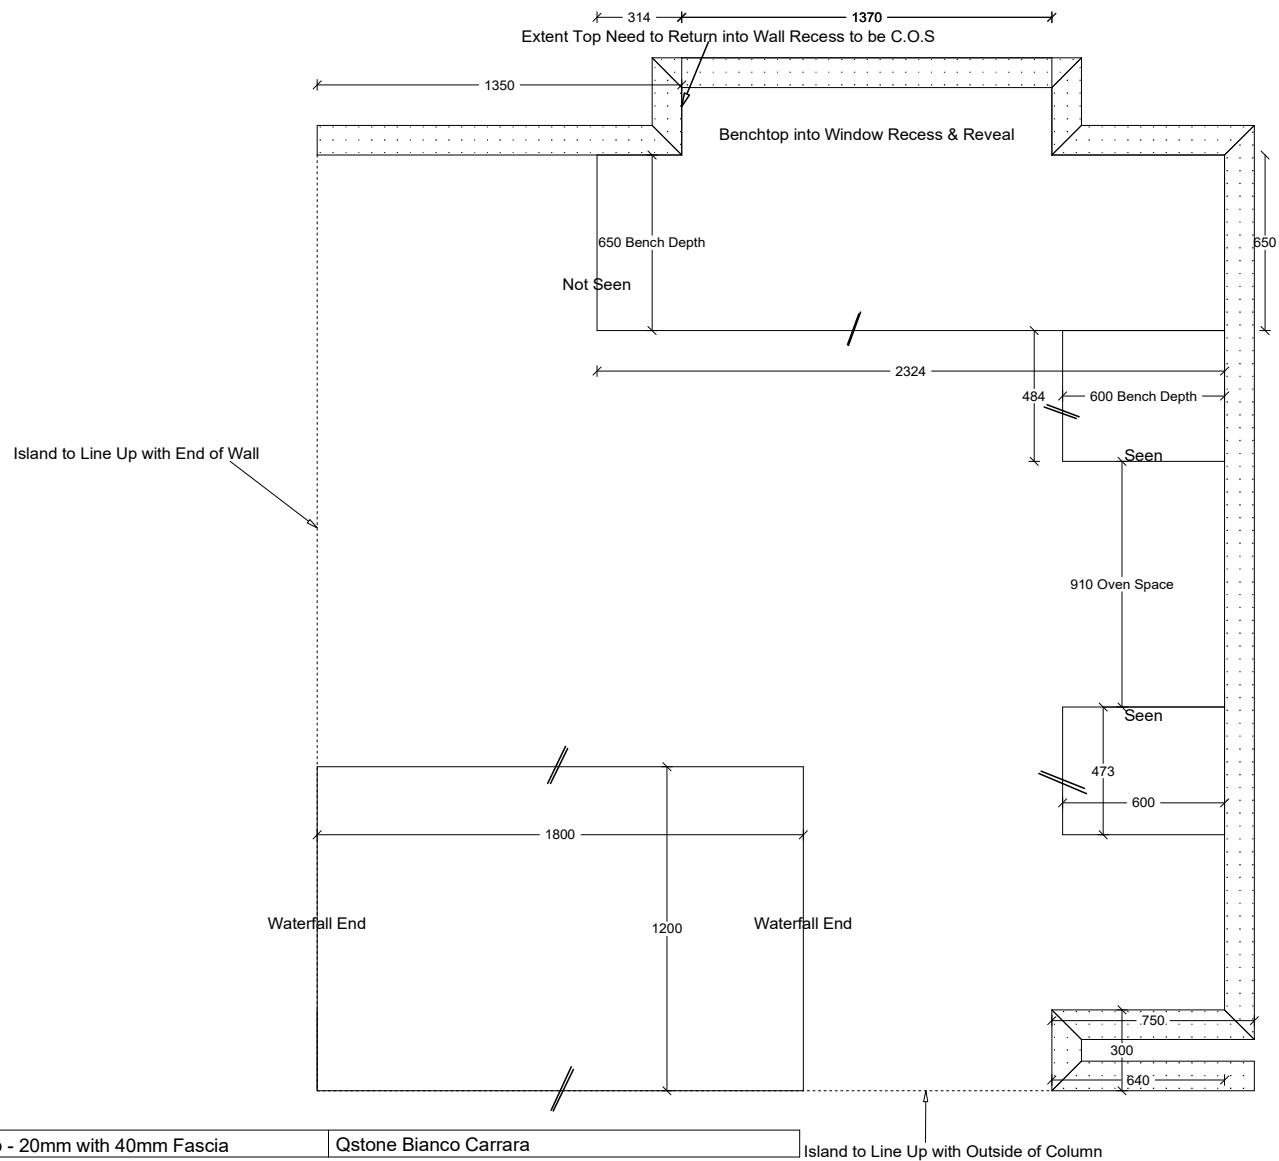 314
1370
Extent Top Need to Return into Wall Recess to be C.O.S
1350
Benchtop into Window Recess & Reveal
650 Bench Depth
650
Not Seen
2324
484
600 Bench Depth
Island to Line Up with End of Wall
Seen
910 Oven Space
Seen
473
600
1800
Waterfall End
Waterfall End
1200
750
300
640
- 20mm with 40mm Fascia
Qstone Bianco Carrara
Island to Line Up with Outside of Column